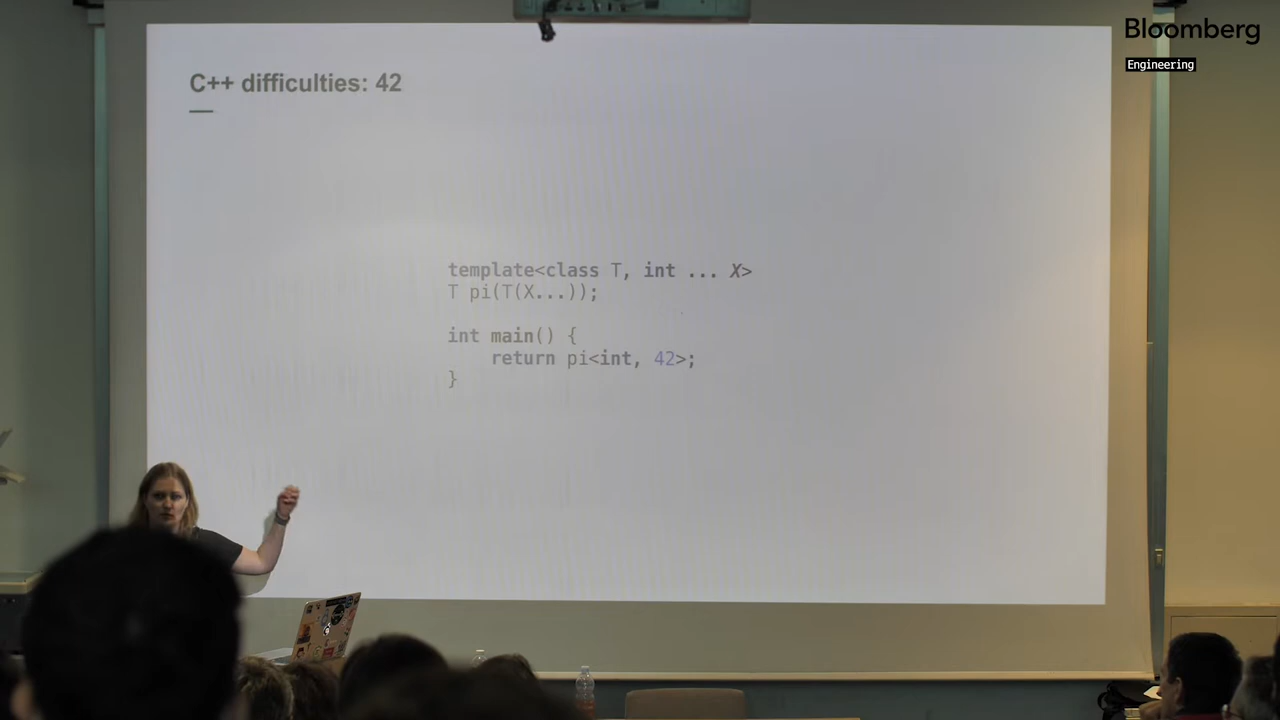 Bloomberg
Engineering
C++ difficulties: 42
template<class T, int ... X>
T pi(T(X...));
int main() {
    return pi<int, 42>;
}